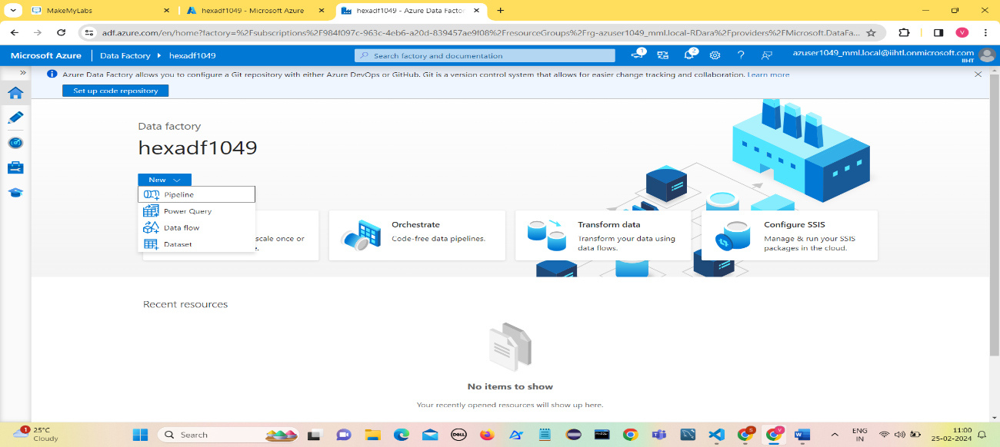 MakeMyLabs
hexadf1049 - Microsoft Azure
hexadf1049 - Azure Data Factor
adf.azure.com/en/home?factory=%2Fsubscriptions%2F984f097c-963c-4eb6-a20d-839457ae9f08%2FresourceGroups%2Frg-azuser1049_mml.local-RDara%2Fproviders%2FMicrosoft.DataFa...
V
Microsoft Azure
Data Factory
hexadf1049
Search factory and documentation
1
2
azuser1049_mml.local@iihtl.onmicrosoft.com
IIHT
Azure Data Factory allows you to configure a Git repository with either Azure DevOps or GitHub. Git is a version control system that allows for easier change tracking and collaboration. Learn more
Set up code repository
Data factory
hexadf1049
New
Pipeline
Power Query
Data flow
Dataset
scale once or
e.
Orchestrate
Code-free data pipelines.
Transform data
Transform your data using
data flows.
Configure SSIS
Manage & run your SSIS
packages in the cloud.
Recent resources
No items to show
Your recently opened resources will show up here.
1
25°C
Cloudy
Search
DELL
S
V
W
ENG
IN
11:00
25-02-2024